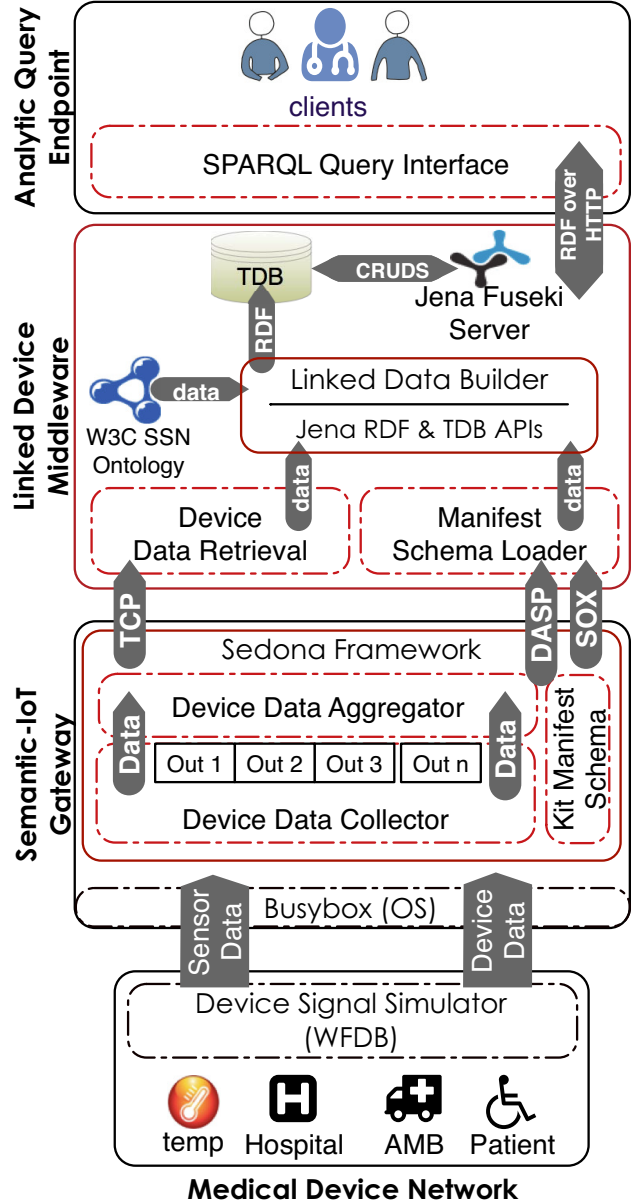 Analytic Query
Endpoint
clients
SPARQL Query Interface
RDF over
HTTP
Linked Device
Middleware
TDB
CRUDS
Jena Fuseki
Server
RDF
W3C SSN
Ontology
data
Linked Data Builder
Jena RDF & TDB APIs
data
data
Device
Data Retrieval
Manifest
Schema Loader
TCP
DASP
SOX
Semantic-IoT
Gateway
Sedona Framework
Device Data Aggregator
Data
Data
Out 1
Out 2
Out 3
Out n
Device Data Collector
Kit Manifest
Schema
Busybox (OS)
Sensor
Data
Device
Data
Device Signal Simulator
(WFDB)
H
temp
Hospital
AMB
Patient
Medical Device Network